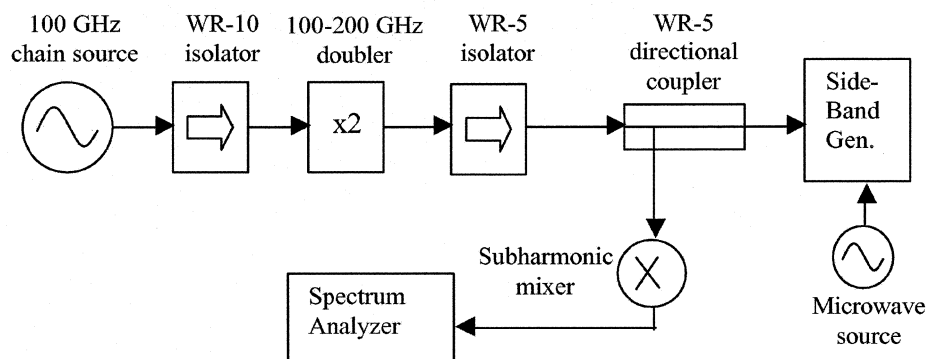 100 GHz
chain source
WR-10
isolator
100-200 GHz
doubler
WR-5
isolator
WR-5
directional
coupler
Side-
Band
Gen.
x2
Subharmonic
mixer
Spectrum
Analyzer
Microwave
source